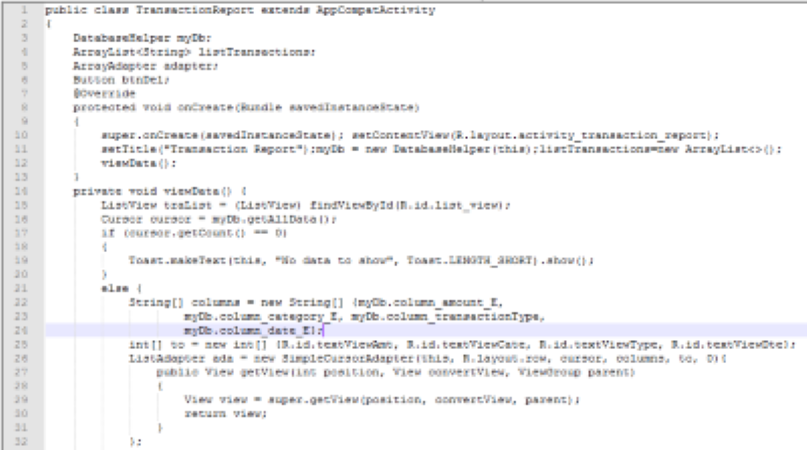 1 public class TransactionReport extends AppCompatActivity
2 {
3 DatabaseHelper myDb;
4 ArrayList<String> listTransactions;
5 ArrayAdapter adapter;
6 Button btnDel;
7 @Override
8 protected void onCreate(Bundle savedInstanceState)
9 {
10 super.onCreate(savedInstanceState); setContentView(R.layout.activity_transaction_report);
11 setTitle("Transaction Report");myDb = new DatabaseHelper(this);listTransactions=new ArrayList<>();
12 viewData();
13 }
14 private void viewData() {
15 ListView traList = (ListView) findViewById(R.id.list_view);
16 Cursor cursor = myDb.getAllData();
17 if (cursor.getCount() == 0)
18 {
19 Toast.makeText(this, "No data to show", Toast.LENGTH_SHORT).show();
20 }
21 else {
22 String[] columns = new String[] {myDb.column_amount_E,
23 myDb.column_category_E, myDb.column_transactionType,
24 myDb.column_date_E};
25 int[] to = new int[] {R.id.textViewAmt, R.id.textViewCate, R.id.textViewType, R.id.textViewDte};
26 ListAdapter ada = new SimpleCursorAdapter(this, R.layout.row, cursor, columns, to, 0){
27 public View getView(int position, View convertView, ViewGroup parent)
28 {
29 View view = super.getView(position, convertView, parent);
30 return view;
31 }
32 };